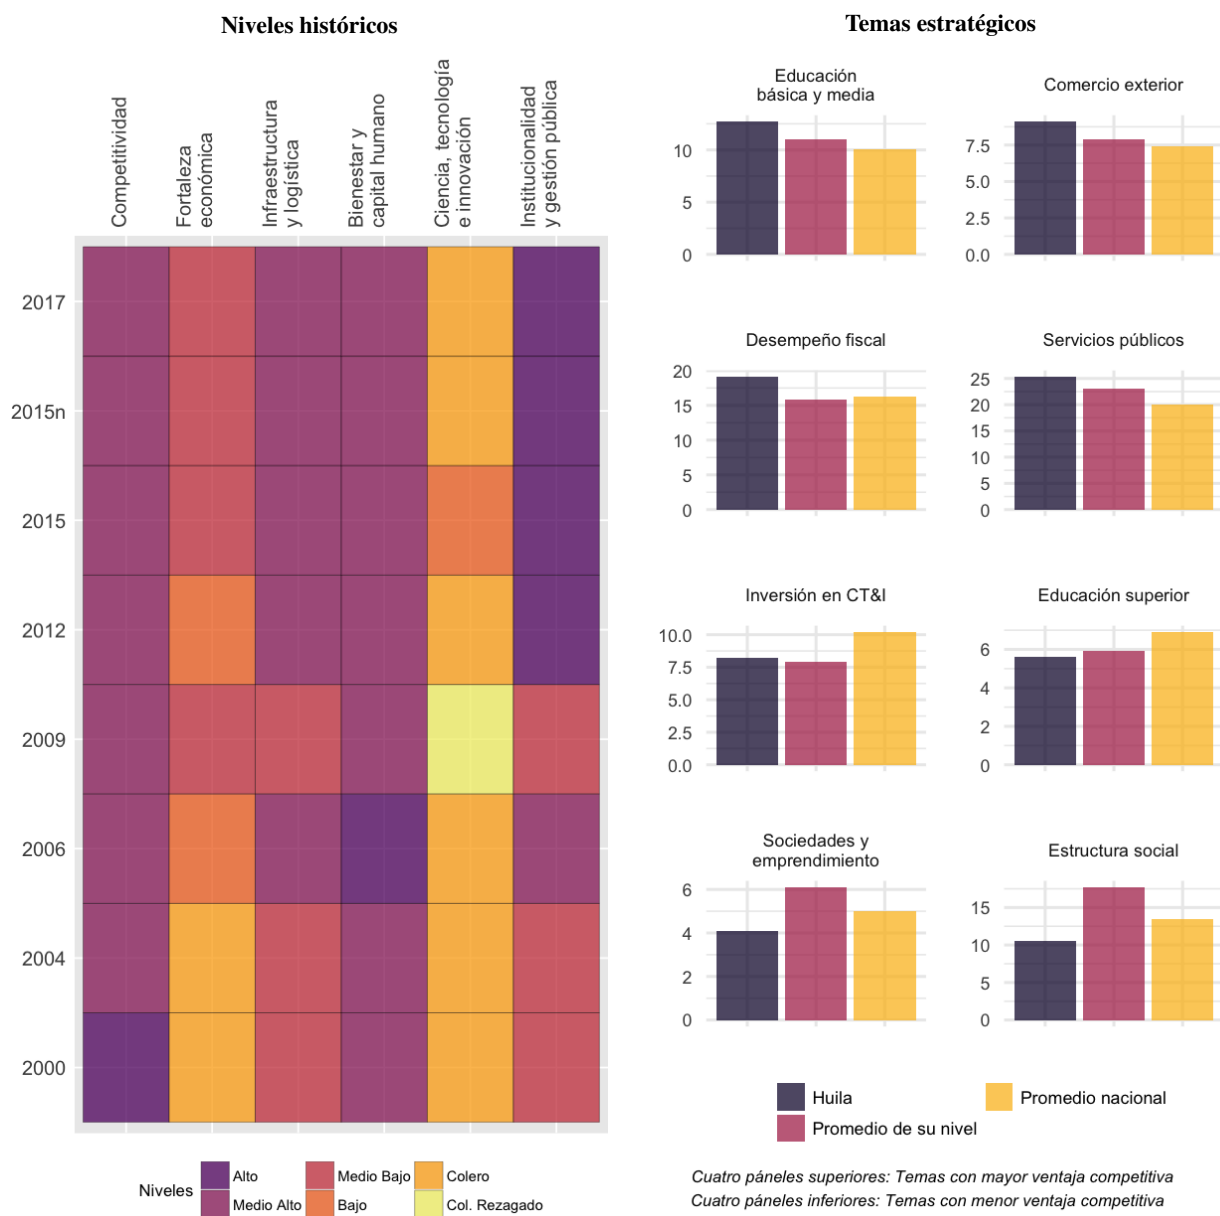 Niveles históricos
Competitividad
Fortaleza
económica
Infraestructura
y logística
Bienestar y
capital humano
Ciencia, tecnología
e innovación
Institucionalidad
y gestión pública
2017
2015n
2015
2012
2009
2006
2004
2000
Niveles
Alto
Medio Bajo
Colero
Medio Alto
Bajo
Col. Rezagado
Temas estratégicos
Educación
básica y media
10
5
0
Comercio exterior
7.5
5.0
2.5
0.0
Desempeño fiscal
20
15
10
5
0
Servicios públicos
25
20
15
10
5
0
Inversión en CT&I
10.0
7.5
5.0
2.5
0.0
Educación superior
6
4
2
0
Sociedades y
emprendimiento
6
4
2
0
Estructura social
15
10
5
0
Huila
Promedio nacional
Promedio de su nivel
Cuatro páneles superiores: Temas con mayor ventaja competitiva
Cuatro páneles inferiores: Temas con menor ventaja competitiva